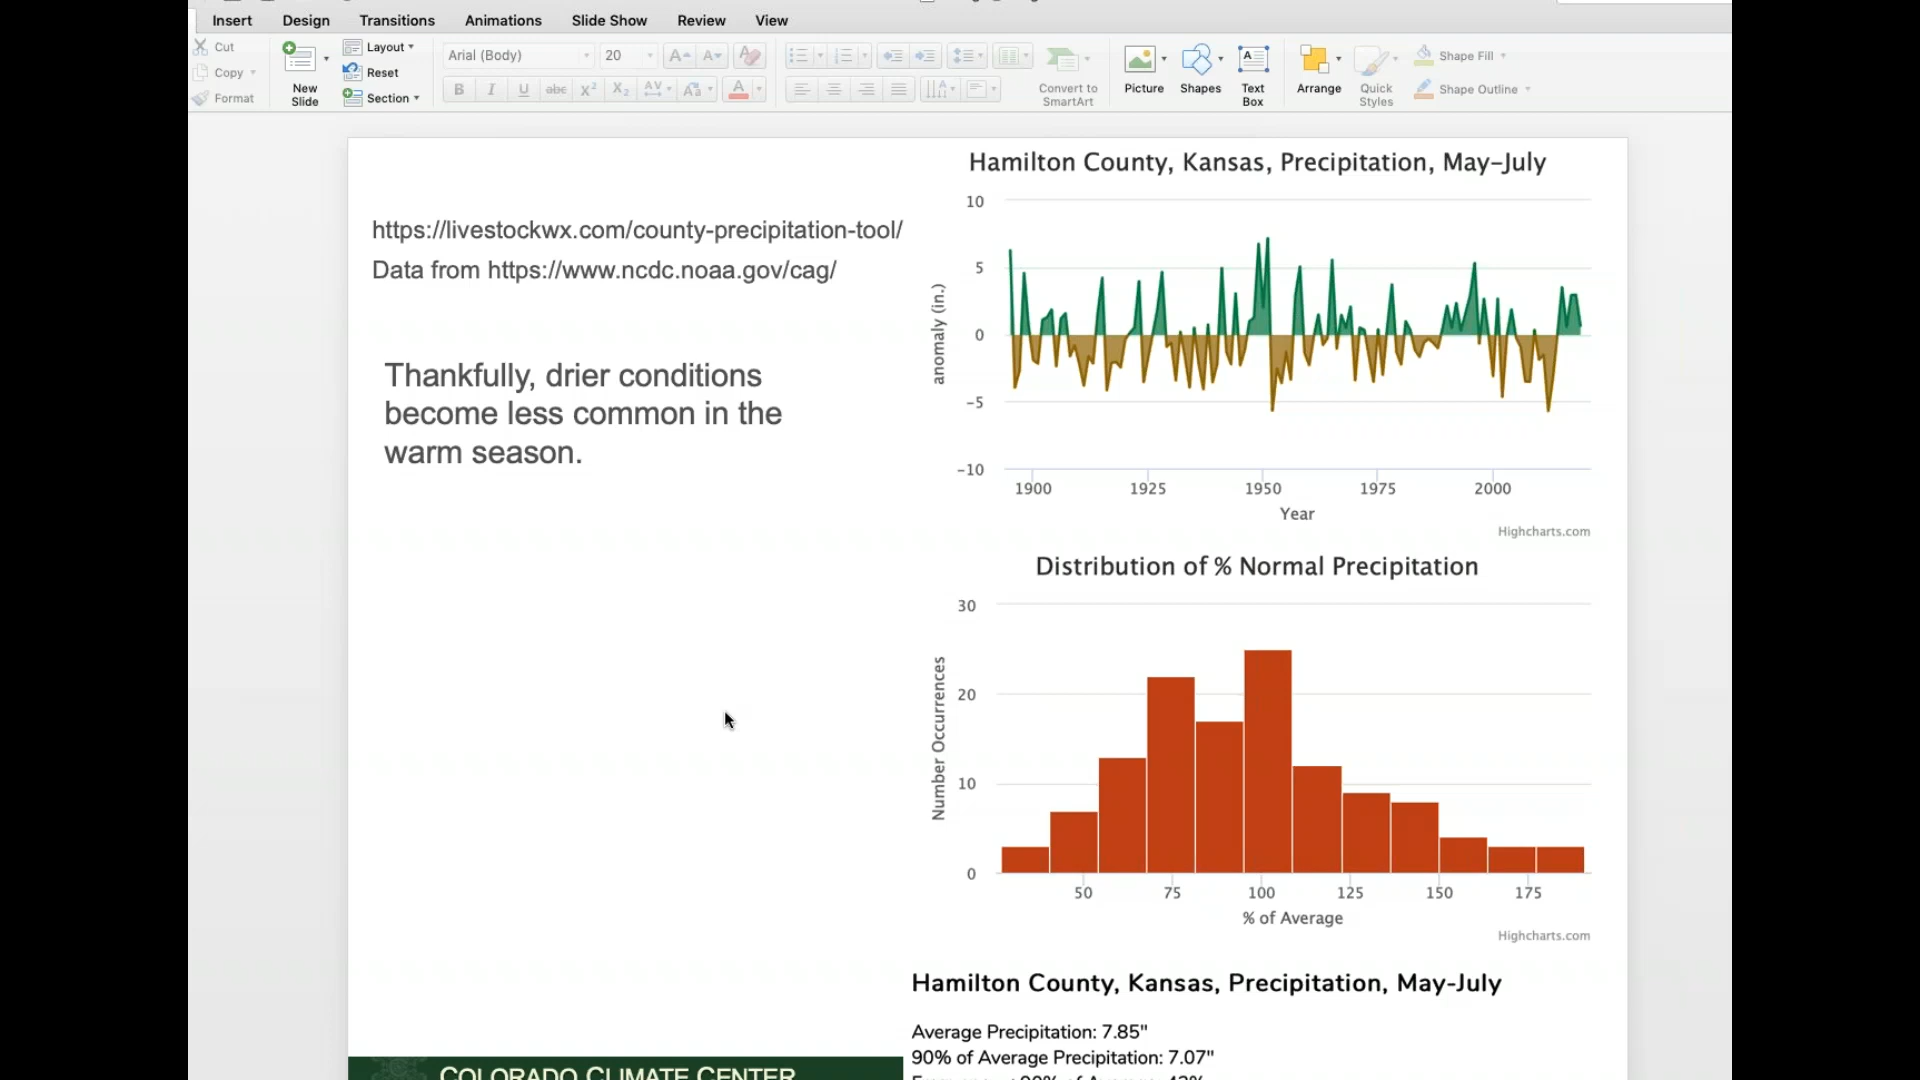 Insert Design Transitions Animations Slide Show Review View
Cut
Copy
Format
New
Slide
Layout
Reset
Section
Arial (Body) 20
B I U abc X² X₂ AV Aa A
Convert to
SmartArt
Picture
Shapes
Text
Box
Arrange
Quick
Styles
Shape Fill
Shape Outline
https://livestockwx.com/county-precipitation-tool/
Data from https://www.ncdc.noaa.gov/cag/
Thankfully, drier conditions
become less common in the
warm season.
Hamilton County, Kansas, Precipitation, May–July
anomaly (in.)
10
5
0
−5
−10
1900 1925 1950 1975 2000
Year
Highcharts.com
Distribution of % Normal Precipitation
Number Occurrences
30
20
10
0
50 75 100 125 150 175
% of Average
Highcharts.com
Hamilton County, Kansas, Precipitation, May-July
Average Precipitation: 7.85"
90% of Average Precipitation: 7.07"
COLORADO CLIMATE CENTER